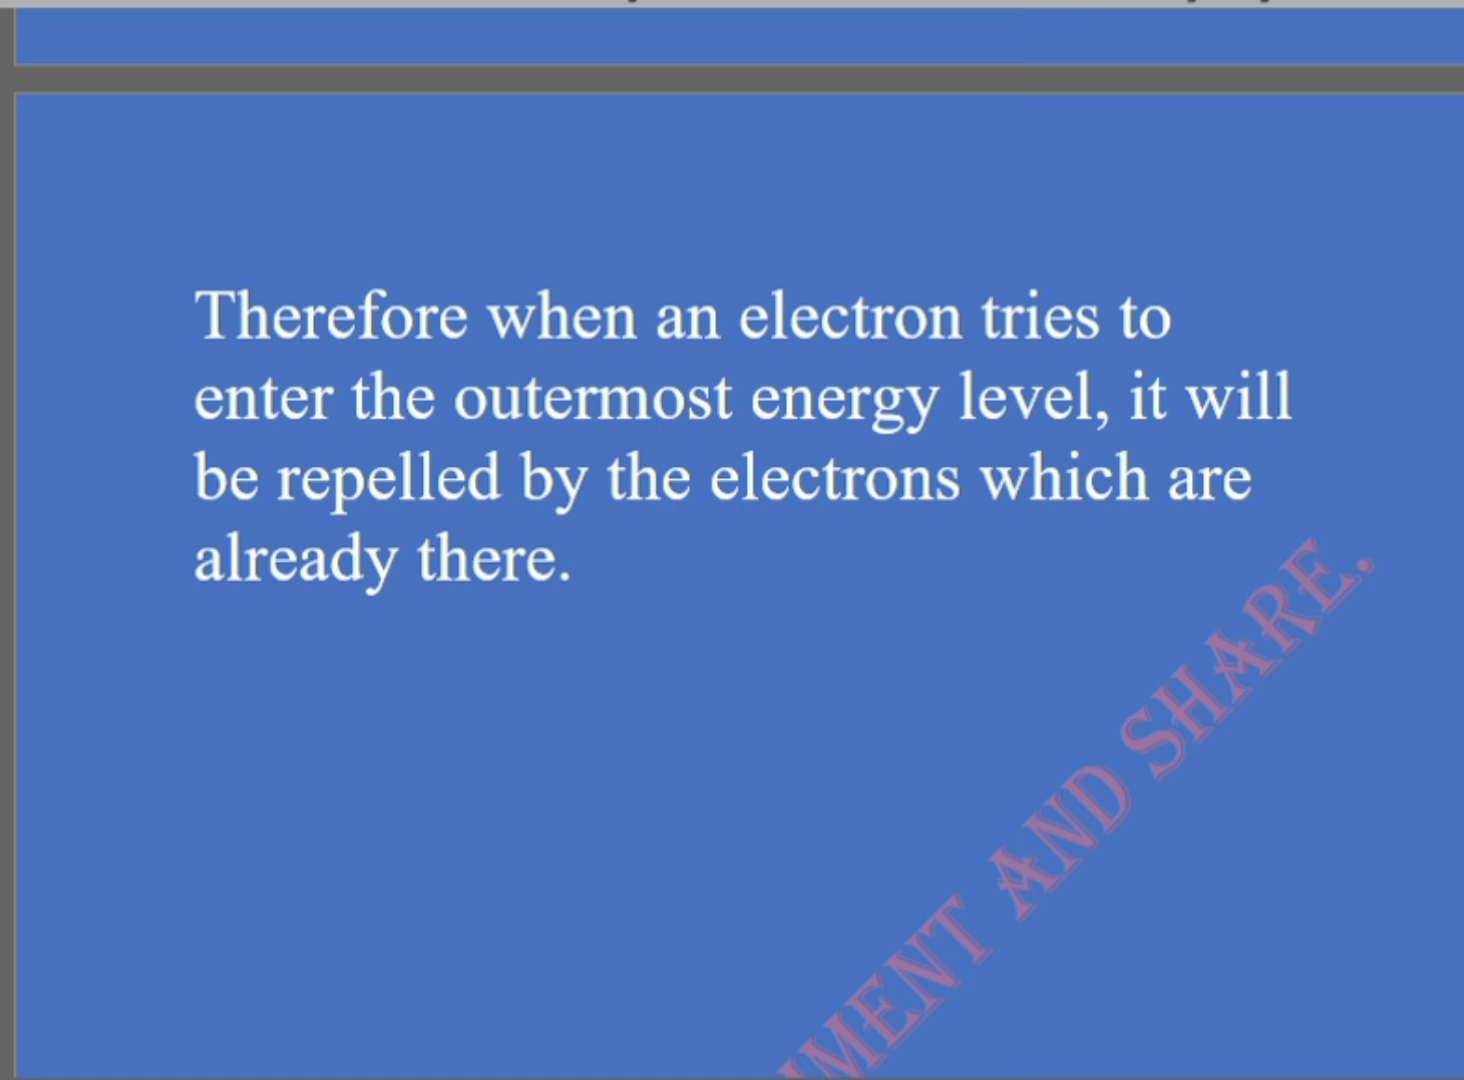 Therefore when an electron tries to
enter the outermost energy level, it will
be repelled by the electrons which are
already there.
MENT AND SHARE.